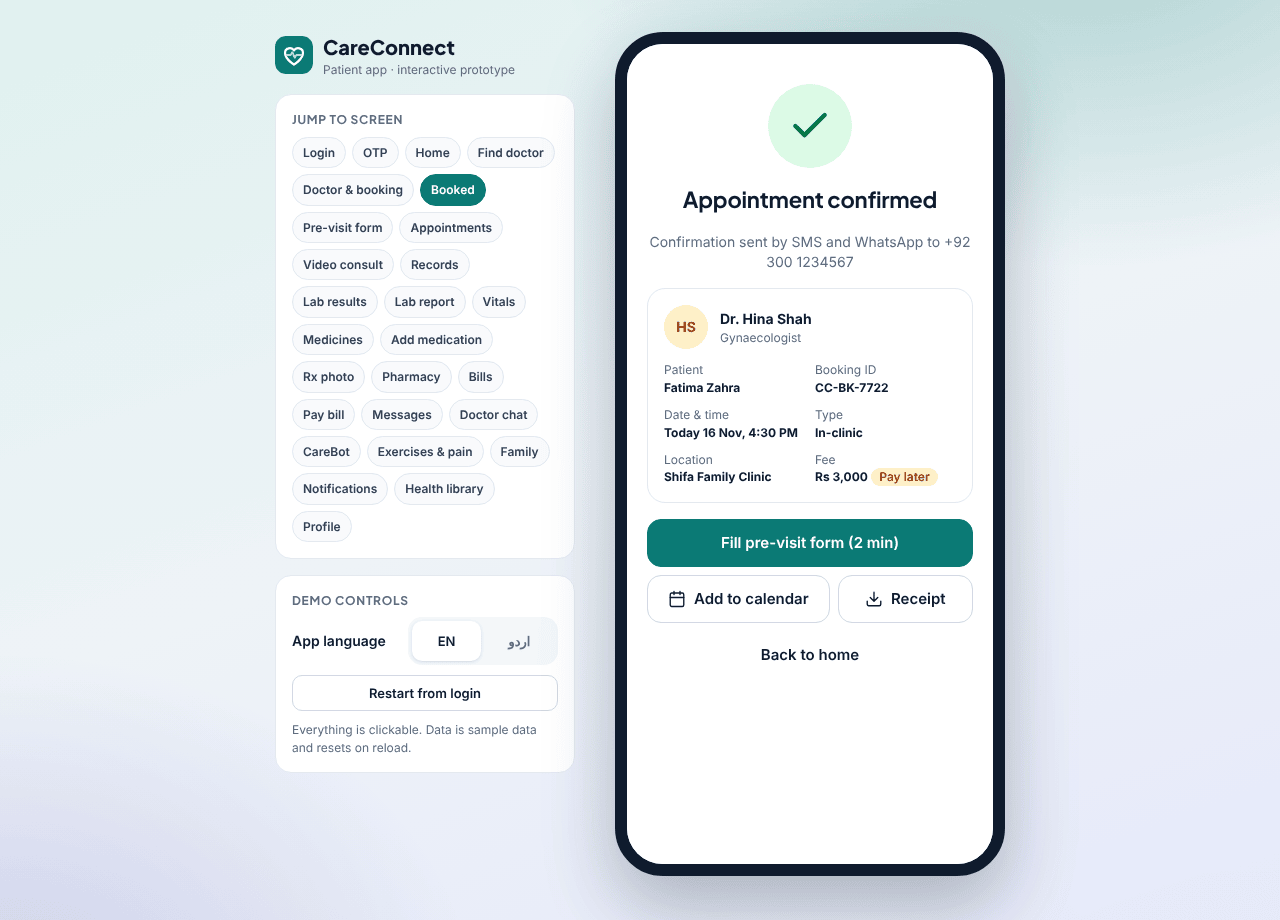 CareConnect
Patient app · interactive prototype
JUMP TO SCREEN
Login OTP Home Find doctor
Doctor & booking Booked
Pre-visit form Appointments
Video consult Records
Lab results Lab report Vitals
Medicines Add medication
Rx photo Pharmacy Bills
Pay bill Messages Doctor chat
CareBot Exercises & pain Family
Notifications Health library
Profile
DEMO CONTROLS
App language EN اردو
Restart from login
Everything is clickable. Data is sample data
and resets on reload.
Appointment confirmed
Confirmation sent by SMS and WhatsApp to +92
300 1234567
HS
Dr. Hina Shah
Gynaecologist
Patient Booking ID
Fatima Zahra CC-BK-7722
Date & time Type
Today 16 Nov, 4:30 PM In-clinic
Location Fee
Shifa Family Clinic Rs 3,000 Pay later
Fill pre-visit form (2 min)
Add to calendar Receipt
Back to home